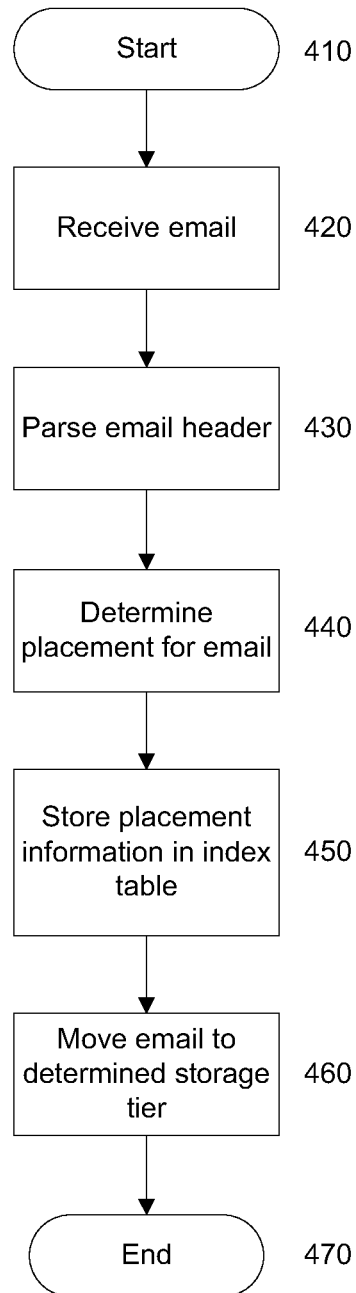 Start
410
Receive email
420
Parse email header
430
Determine
placement for email
440
Store placement
information in index
table
450
Move email to
determined storage
tier
460
End
470